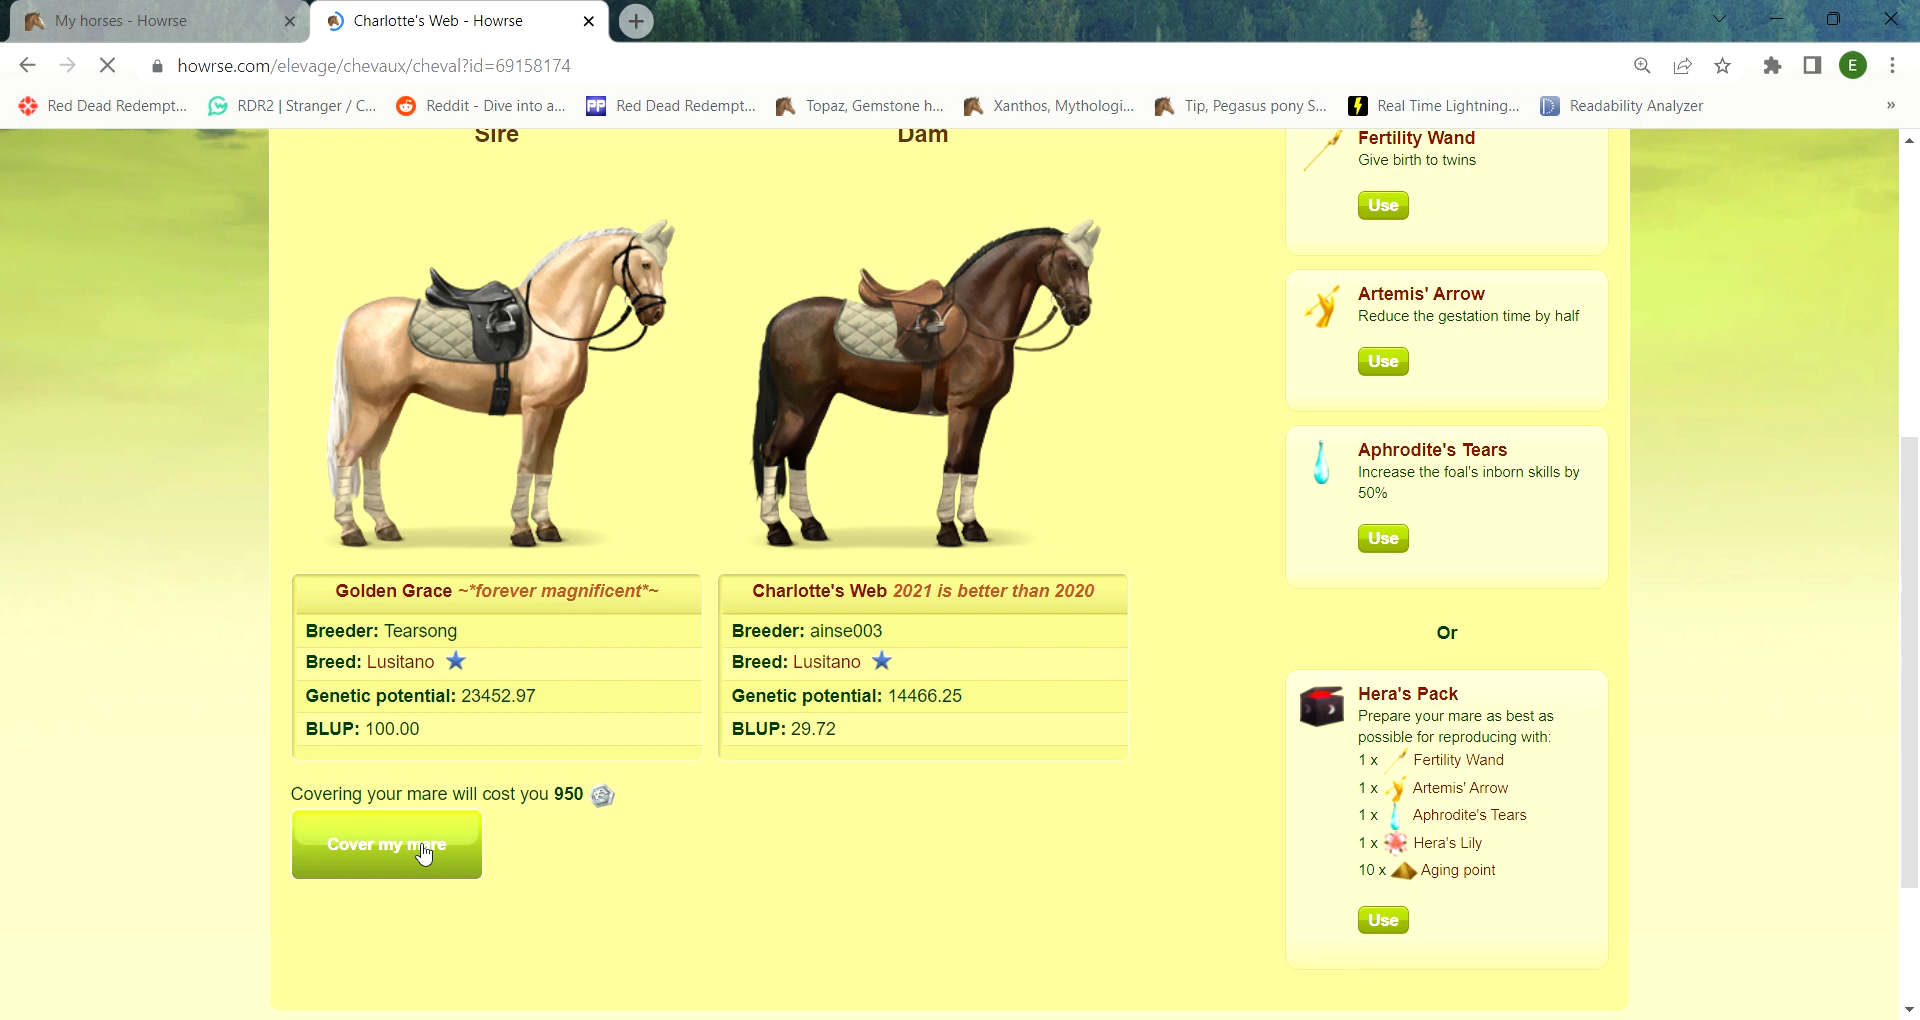 My horses - Howrse
Charlotte's Web - Howrse
howrse.com/elevage/chevaux/cheval?id=69158174
E
Red Dead Redempt...
RDR2 | Stranger / C...
Reddit - Dive into a...
PP
Red Dead Redempt...
Topaz, Gemstone h...
Xanthos, Mythologi...
Tip, Pegasus pony S...
Real Time Lightning...
Readability Analyzer
»
Sire
Dam
Golden Grace ~*forever magnificent*~
Breeder: Tearsong
Breed: Lusitano
Genetic potential: 23452.97
BLUP: 100.00
Charlotte's Web 2021 is better than 2020
Breeder: ainse003
Breed: Lusitano
Genetic potential: 14466.25
BLUP: 29.72
Covering your mare will cost you 950
Cover my mare
Fertility Wand
Give birth to twins
Use
Artemis' Arrow
Reduce the gestation time by half
Use
Aphrodite's Tears
Increase the foal's inborn skills by
50%
Use
Or
Hera's Pack
Prepare your mare as best as
possible for reproducing with:
1 x Fertility Wand
1 x Artemis' Arrow
1 x Aphrodite's Tears
1 x Hera's Lily
10 x Aging point
Use